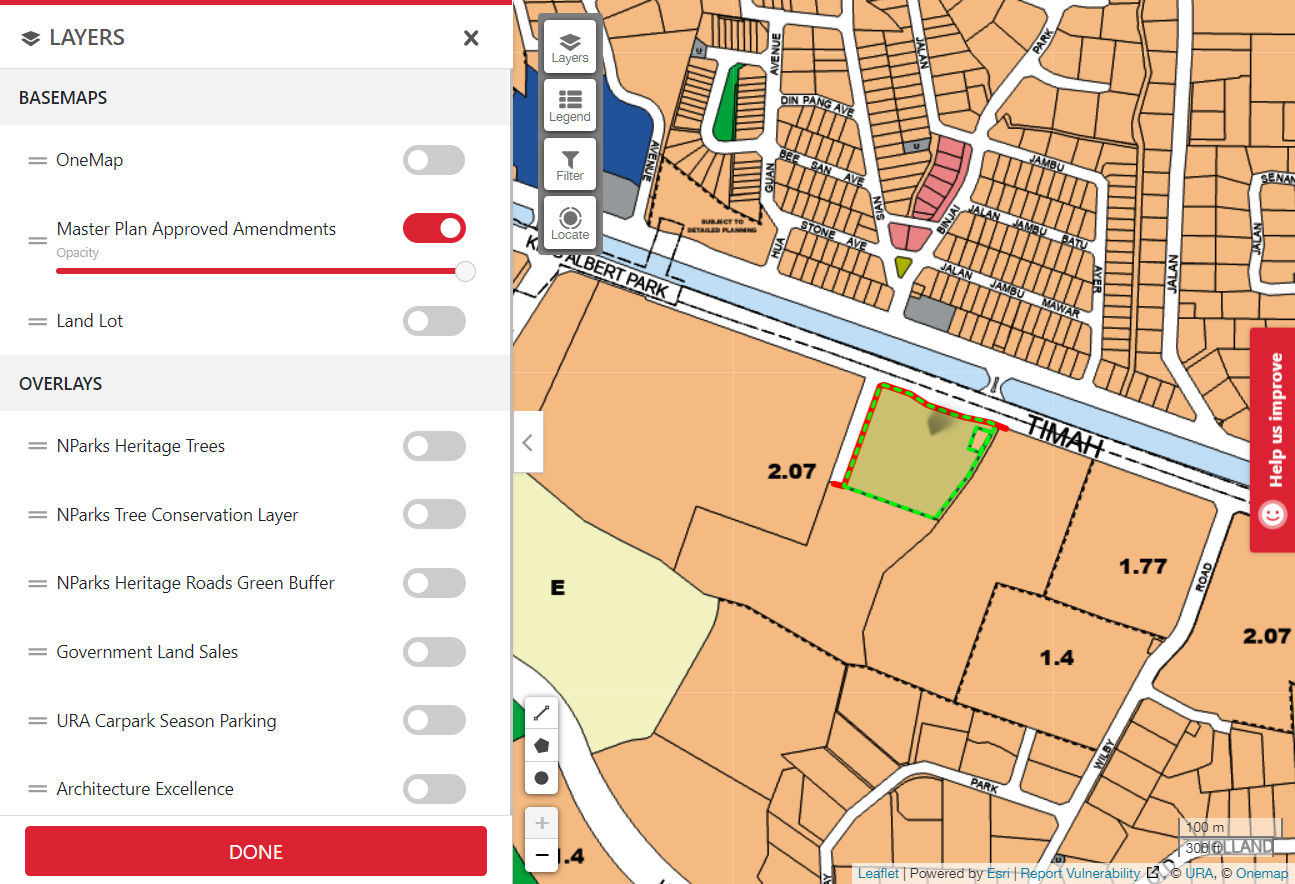 LAYERS
BASEMAPS
OneMap
Master Plan Approved Amendments
Opacity
Land Lot
OVERLAYS
NParks Heritage Trees
NParks Tree Conservation Layer
NParks Heritage Roads Green Buffer
Government Land Sales
URA Carpark Season Parking
Architecture Excellence
DONE
Layers
Legend
Filter
Locate
U
AVENUE
JALAN
PARK
DIN PANG AVE
AVENUE
BEE SAN AVE
GUAN
U
JAMBU
SENAN
SUBJECT TO
DETAILED PLANNING
HUA
STONE AVE
SIAN
BINJAI
JALAN JAMBU BATU
JALAN
ALBERT PARK
JALAN JAMBU MAWAR
AYER
JALAN
TIMAH
Help us improve
2.07
E
1.77
ROAD
1.4
2.07
WILBY
PARK
1.4
100 m
300 ft
Leaflet | Powered by Esri | Report Vulnerability , © URA, © Onemap